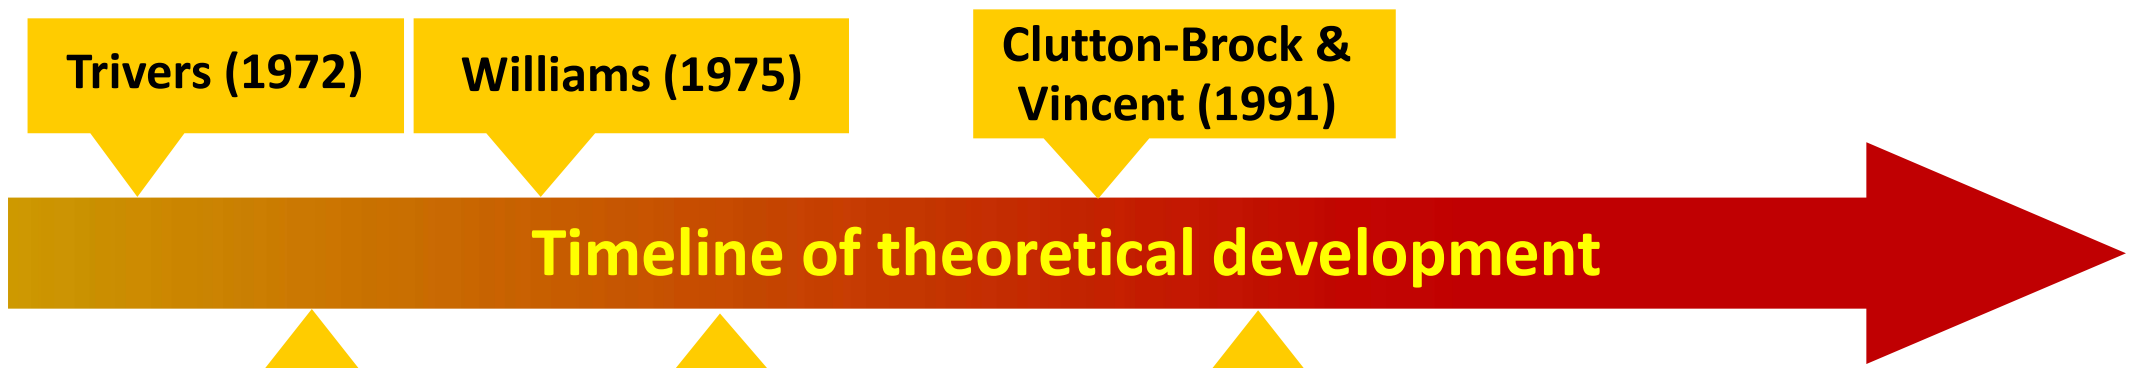 Trivers (1972)
Williams (1975)
Clutton-Brock &
Vincent (1991)
Timeline of theoretical development